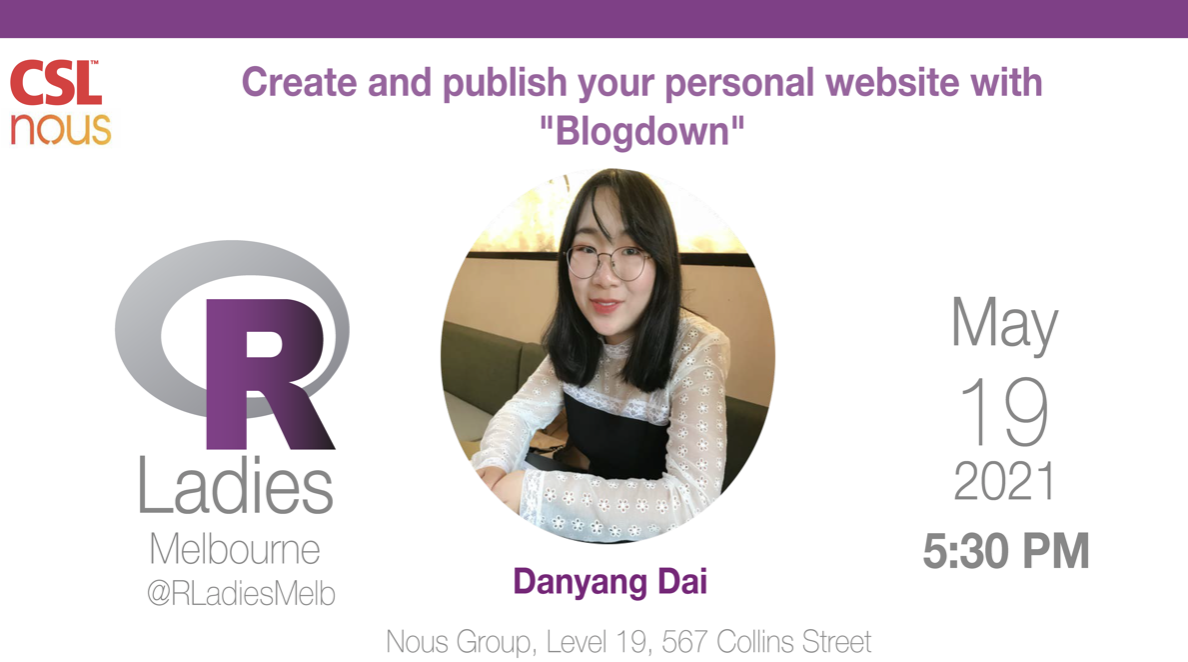 CSL™
nous
Create and publish your personal website with
"Blogdown"
R
Ladies
Melbourne
@RLadiesMelb
Danyang Dai
May
19
2021
5:30 PM
Nous Group, Level 19, 567 Collins Street